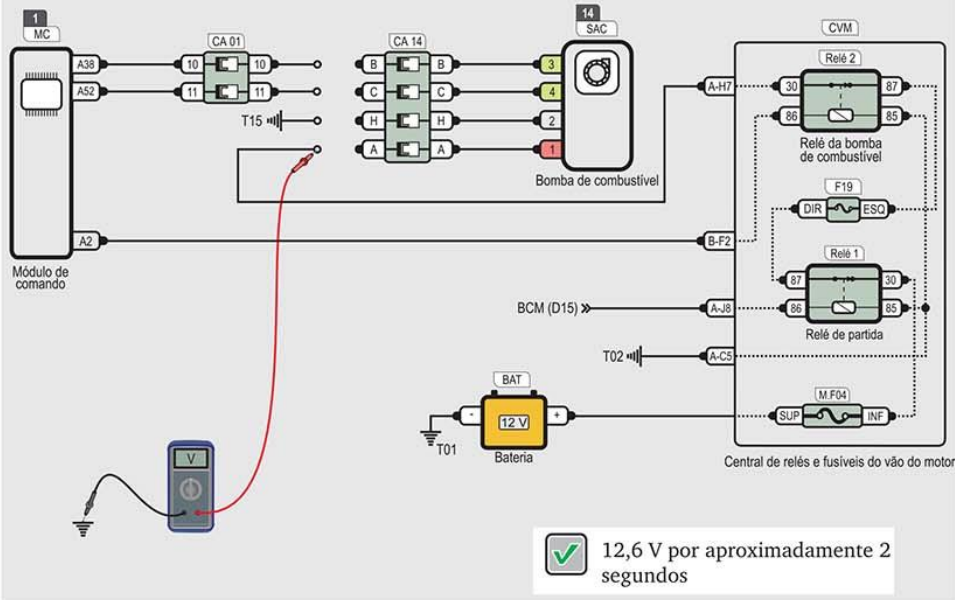 1
MC
A38
A52
A2
Módulo de
comando
CA 01
10
10
11
11
T15
CA 14
B
B
C
C
H
H
A
A
14
SAC
3
4
2
1
Bomba de combustível
CVM
A-H7
B-F2
A-J8
A-C5
Relé 2
30
87
86
85
Relé da bomba
de combustível
F19
DIR
ESQ
Relé 1
87
30
86
85
Relé de partida
BCM (D15)
T02
M.F04
SUP
INF
BAT
-
+
12 V
Bateria
T01
Central de relés e fusíveis do vão do motor
V
12,6 V por aproximadamente 2
segundos